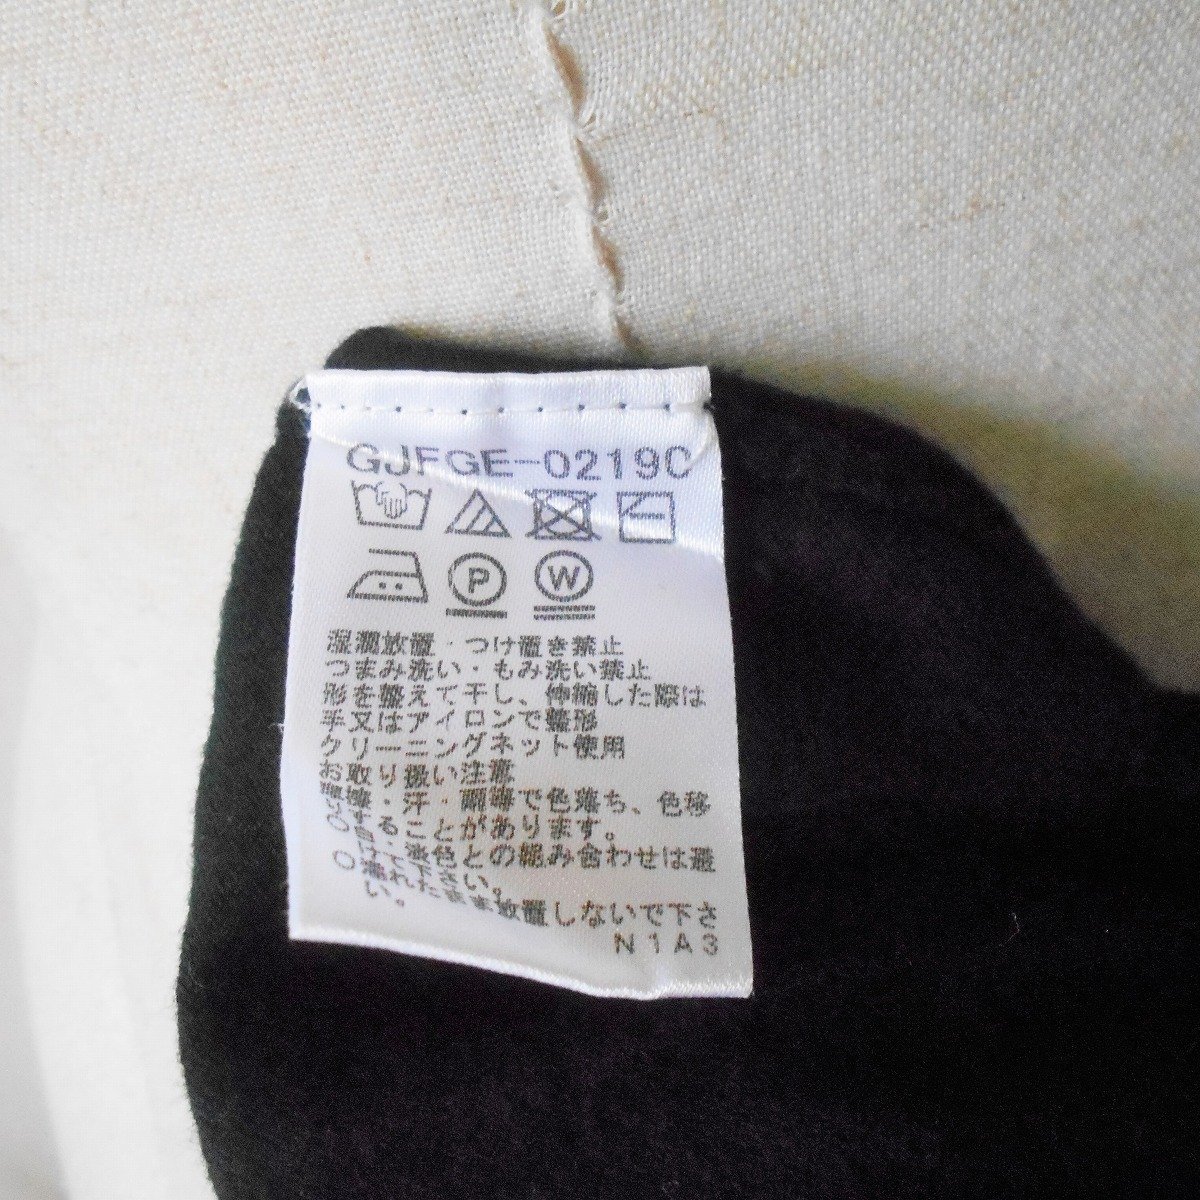 GJFGE-0219C
P W
湿潤放置・つけ置き禁止
つまみ洗い・もみ洗い禁止
形を整えて干し、伸縮した際は
手又はアイロンで整形
クリーニングネット使用
お取り扱い注意
摩擦・汗・雨等で色落ち、色移
りすることがあります。
○白・淡色との組み合わせは避
けて下さい。
○濡れたまま放置しないで下さ
い。
N1A3